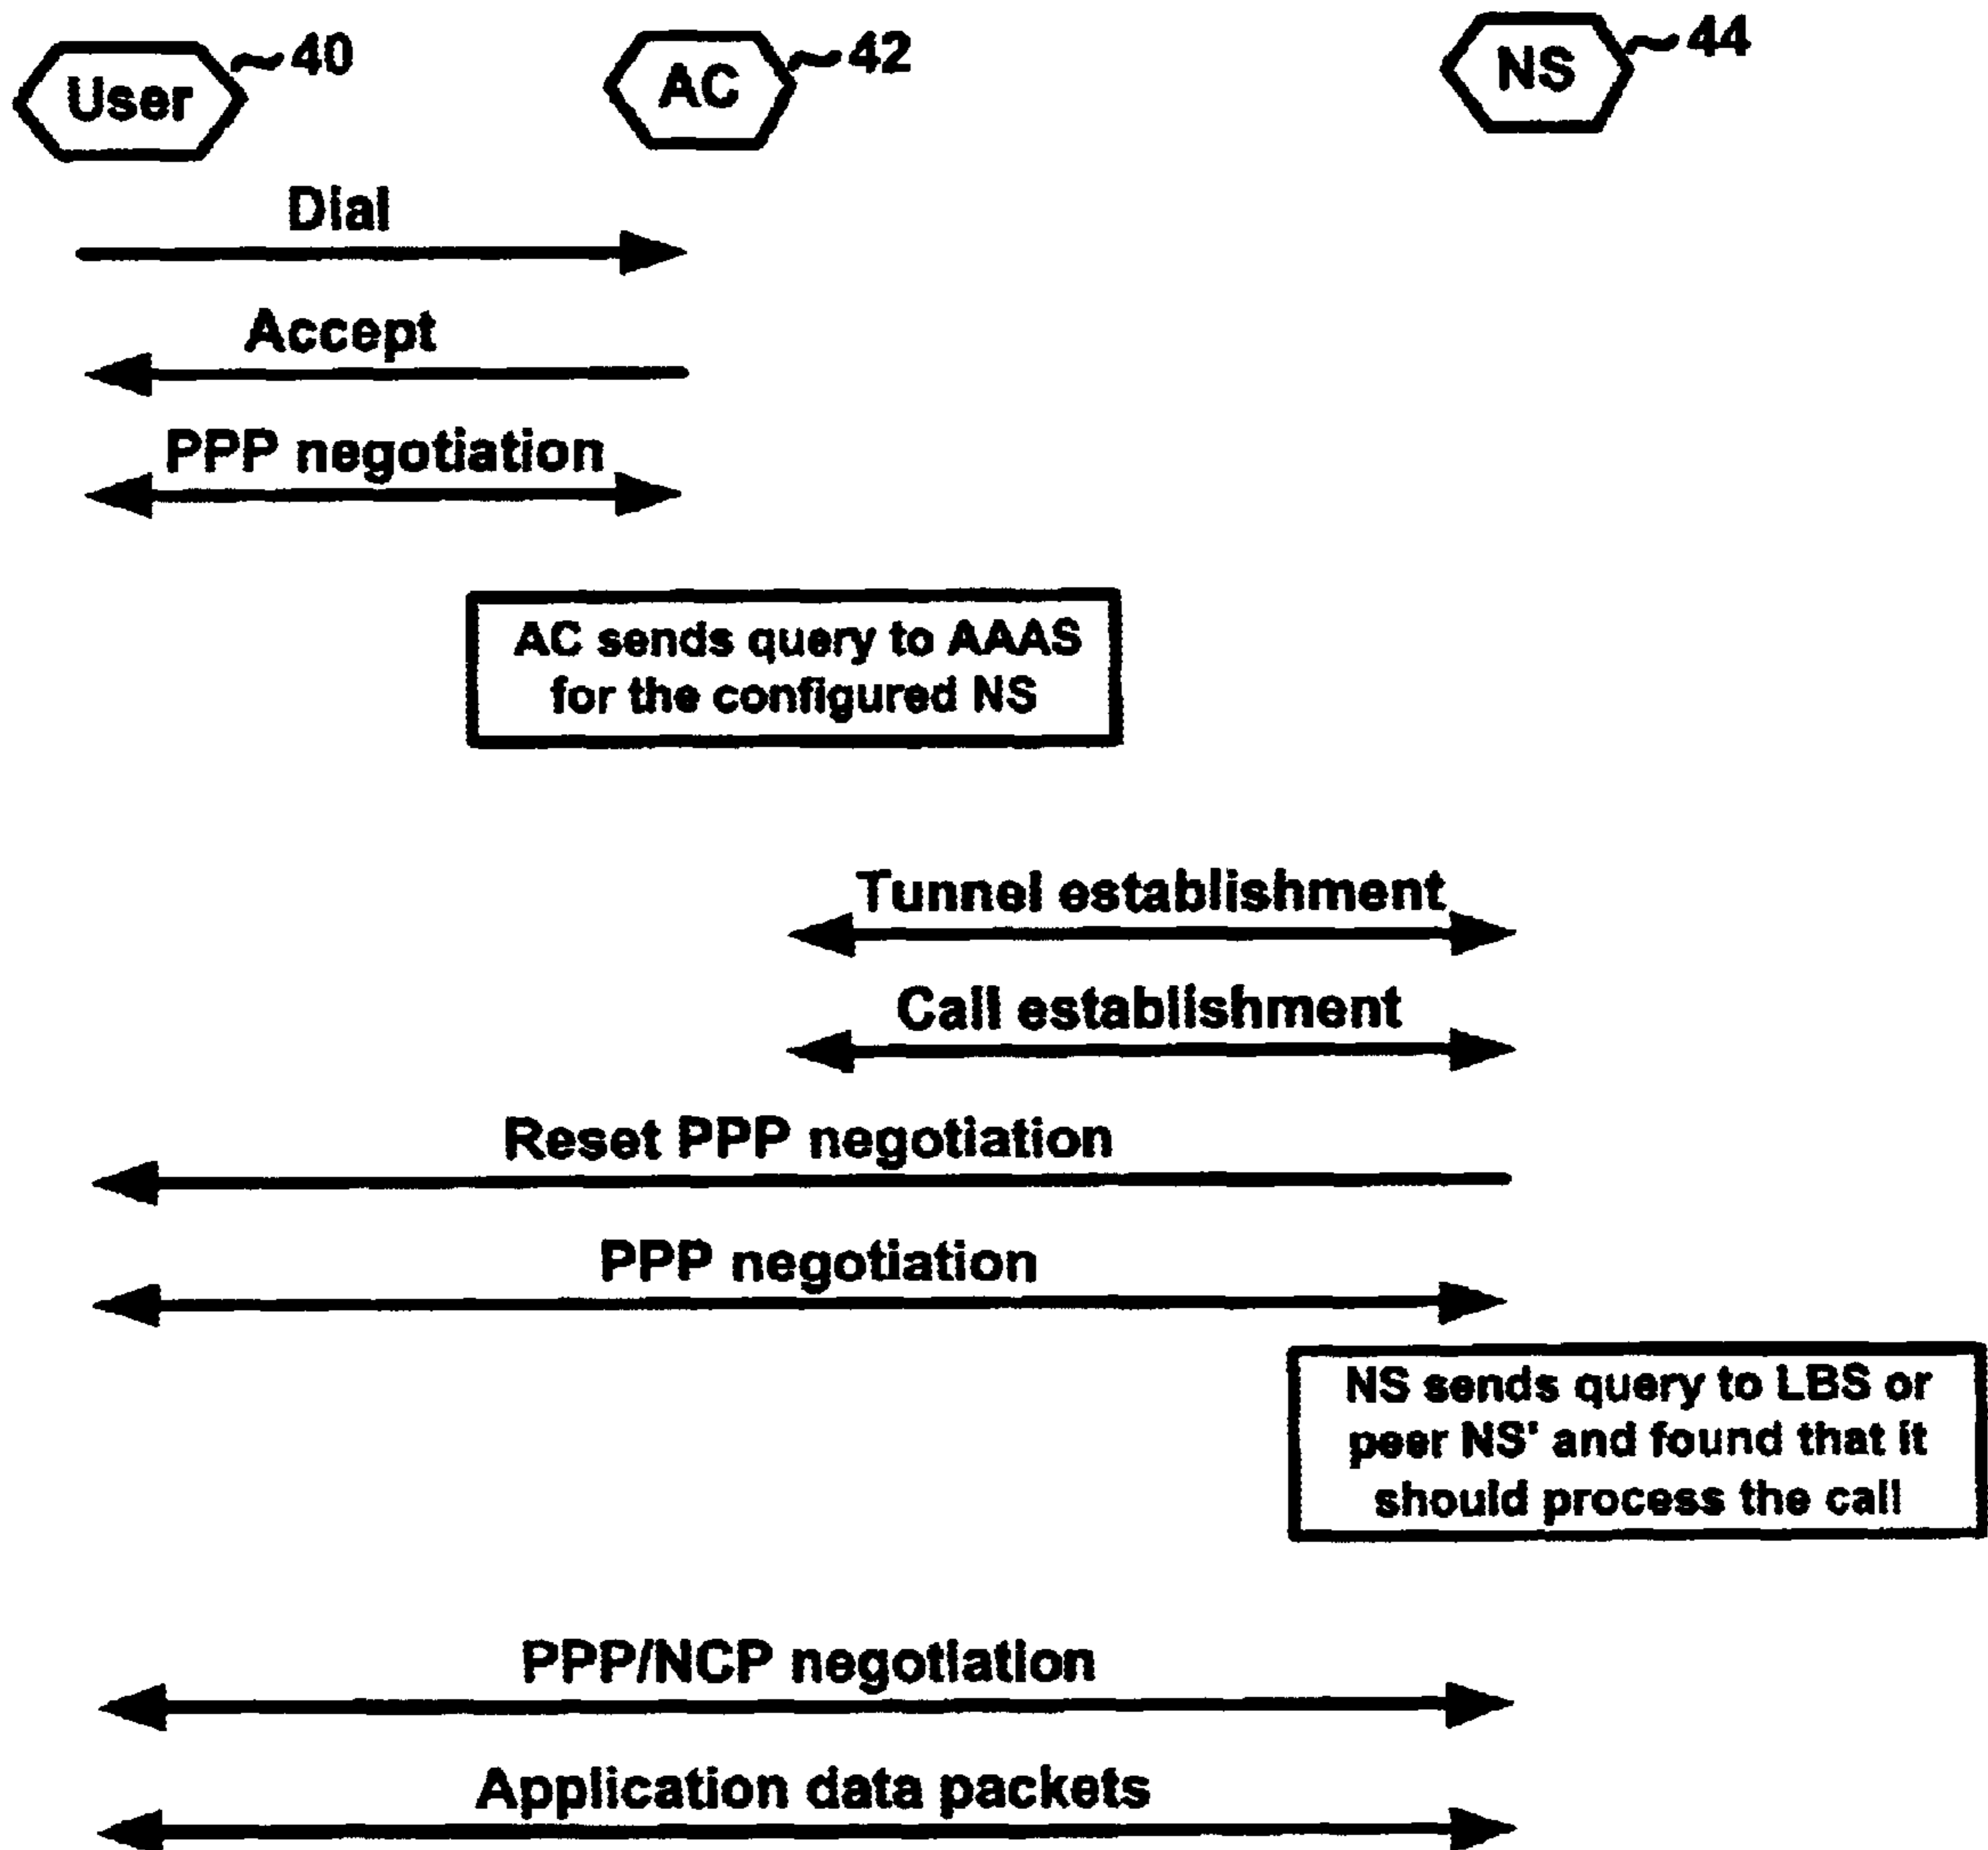 User
40
AC
42
NS
44
Dial
Accept
PPP negotiation
AC sends query to AAAS
for the configured NS
Tunnel establishment
Call establishment
Reset PPP negotiation
PPP negotiation
NS sends query to LBS or
peer NS' and found that it
should process the call
PPP/NCP negotiation
Application data packets